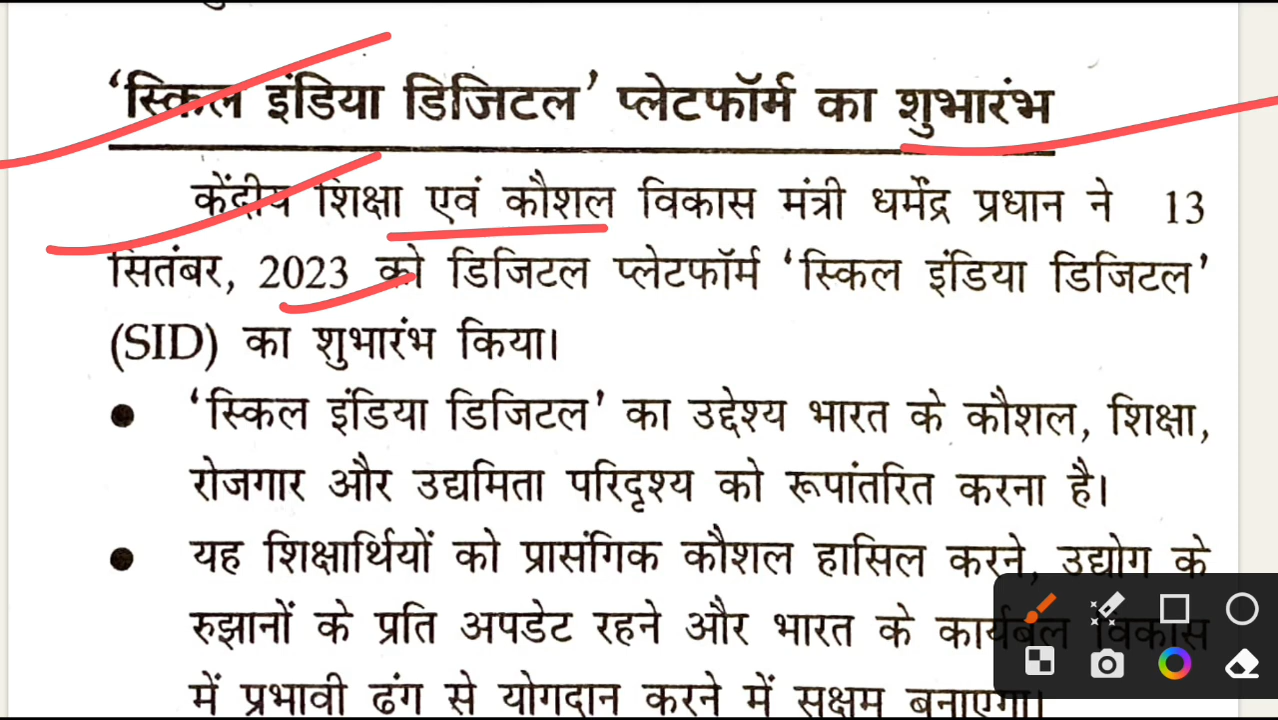 ‘स्किल इंडिया डिजिटल’ प्लेटफॉर्म का शुभारंभ
केंदीय शिक्षा एवं कौशल विकास मंत्री धर्मेंद्र प्रधान ने 13
सितंबर, 2023 को डिजिटल प्लेटफॉर्म ‘स्किल इंडिया डिजिटल’
(SID) का शुभारंभ किया।
● ‘स्किल इंडिया डिजिटल’ का उद्देश्य भारत के कौशल, शिक्षा,
रोजगार और उद्यमिता परिदृश्य को रूपांतरित करना है।
● यह शिक्षार्थियों को प्रासंगिक कौशल हासिल करने, उद्योग के
रुझानों के प्रति अपडेट रहने और भारत के कार्यबल विकास
में प्रभावी ढंग से योगदान करने में सक्षम बनाएगा।